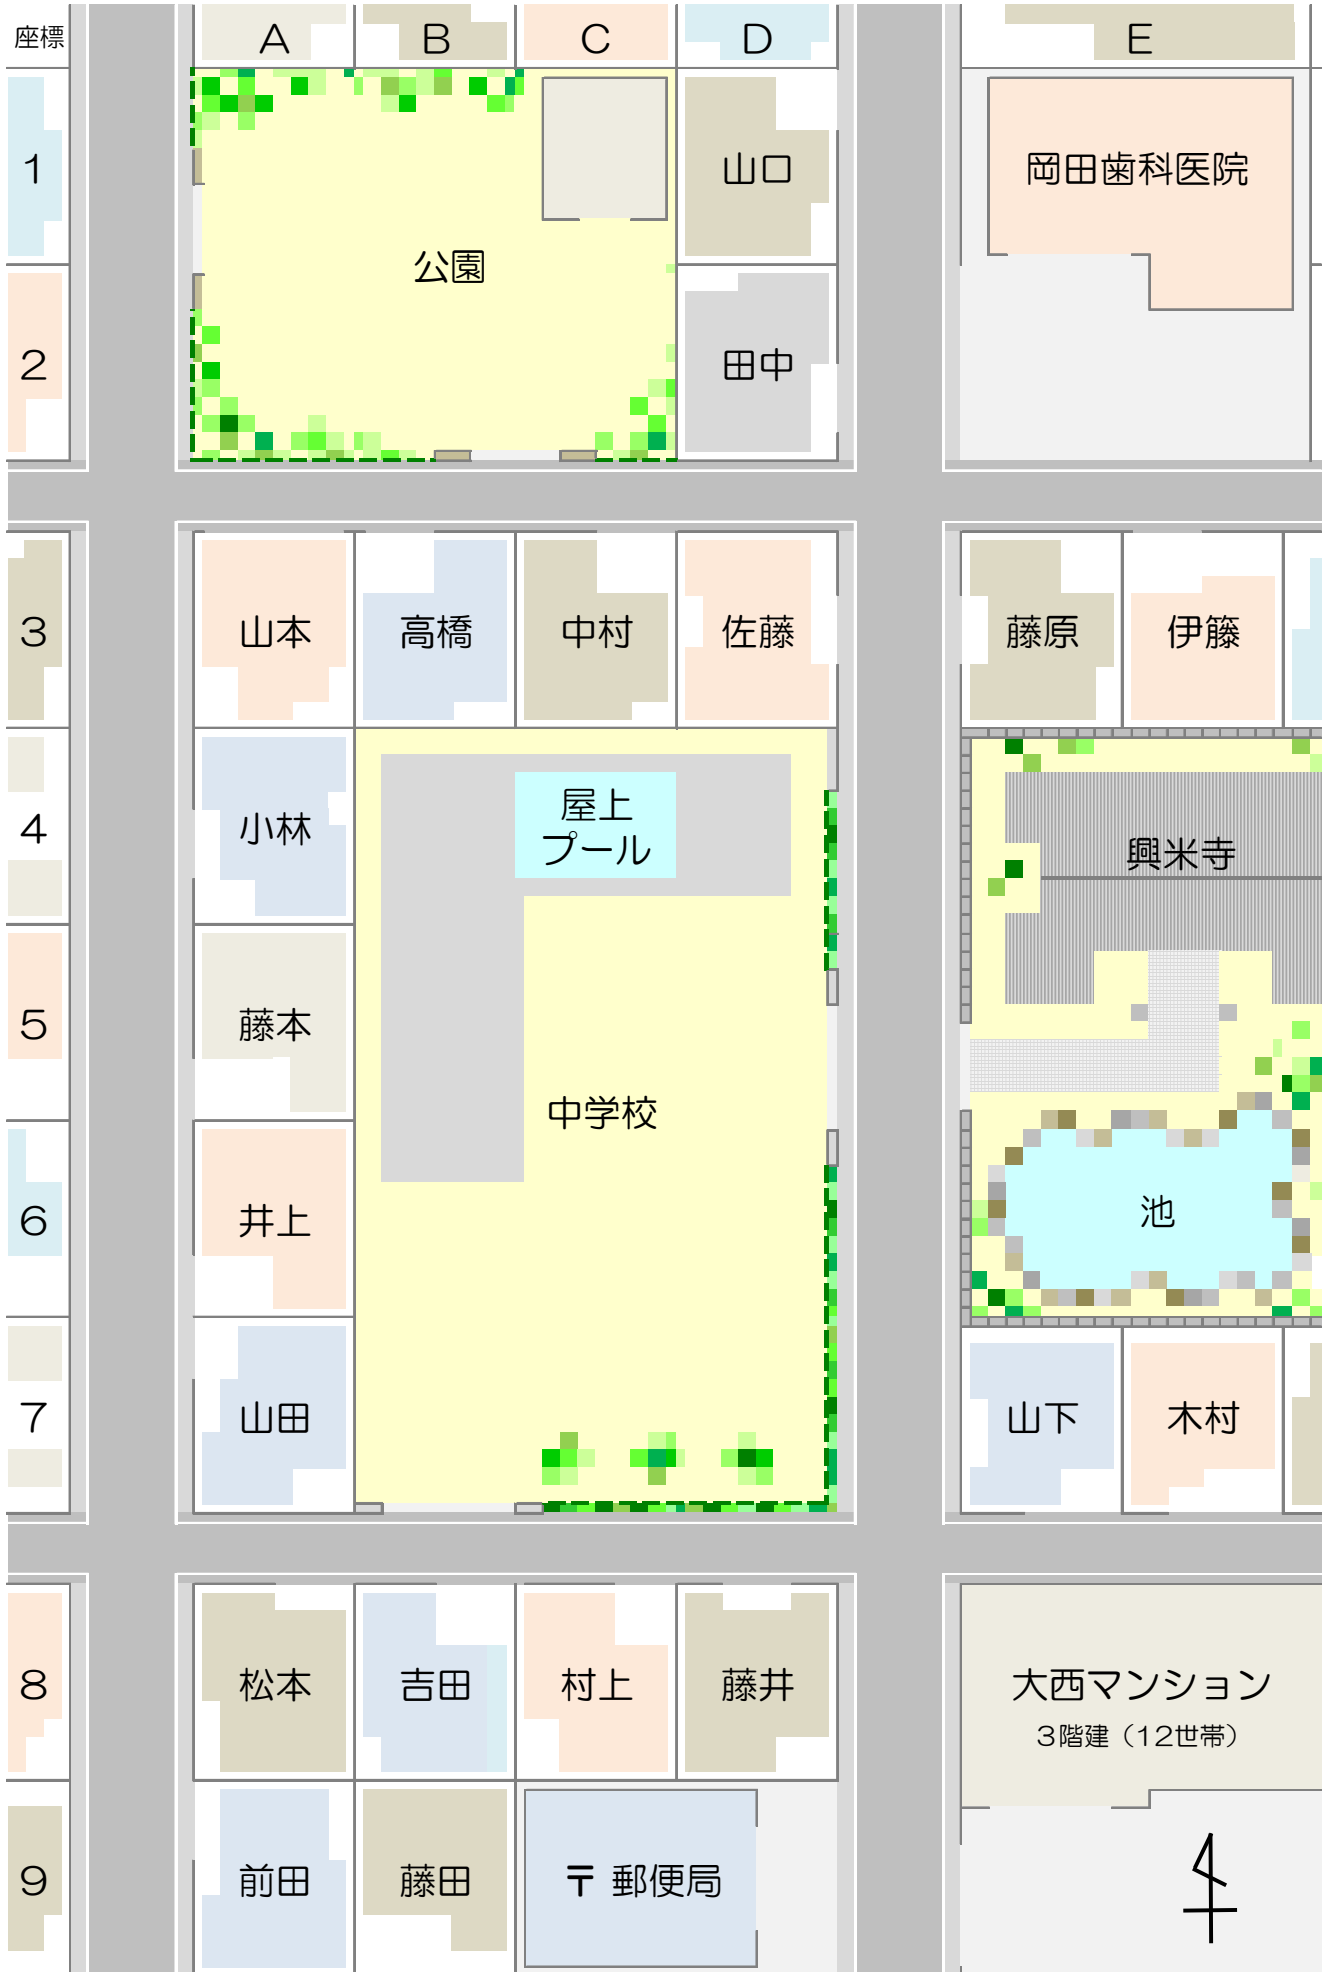 座標 A B C D E
1 山口 岡田歯科医院
公園
2 田中
3 山本 高橋 中村 佐藤 藤原 伊籐
4 小林 屋上
プール 興米寺
5 藤本
中学校
6 井上 池
7 山田 山下 木村
8 松本 吉田 村上 藤井 大西マンション
3階建（12世帯）
9 前田 藤田 〒 郵便局